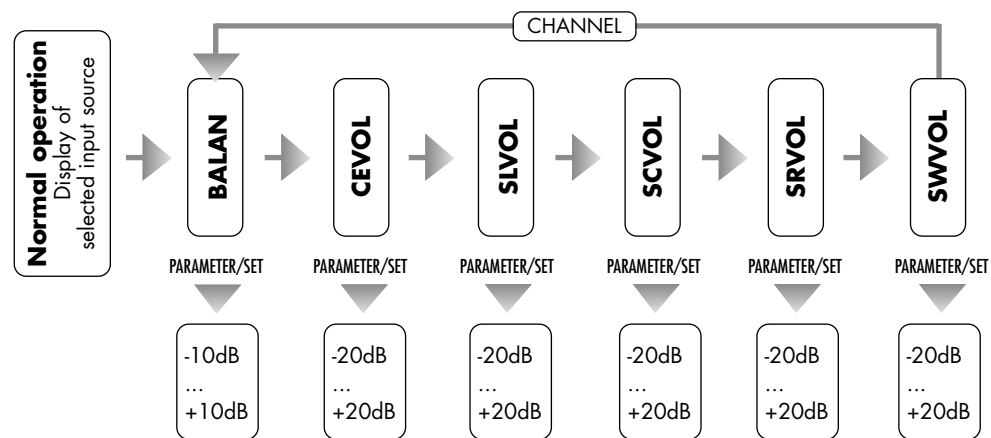 CHANNEL
Normal operation
Display of
selected input source
BALAN
CEVOL
SLVOL
SCVOL
SRVOL
SWVOL
PARAMETER/SET
PARAMETER/SET
PARAMETER/SET
PARAMETER/SET
PARAMETER/SET
PARAMETER/SET
-10dB
...
+10dB
-20dB
...
+20dB
-20dB
...
+20dB
-20dB
...
+20dB
-20dB
...
+20dB
-20dB
...
+20dB